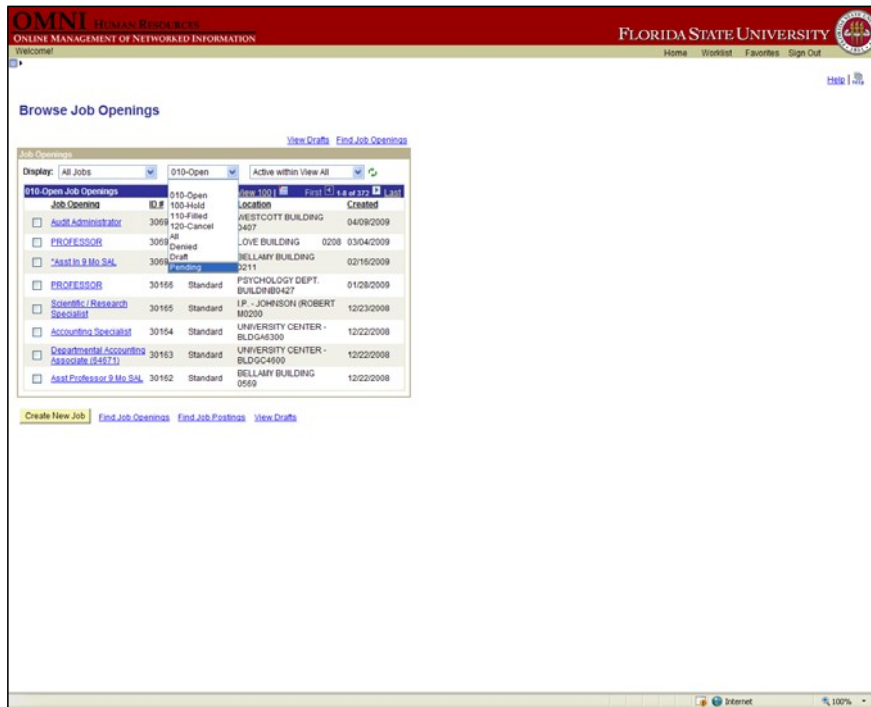 OMNI HUMAN RESOURCES
ONLINE MANAGEMENT OF NETWORKED INFORMATION
FLORIDA STATE UNIVERSITY
Welcome!
Home Worklist Favorites Sign Out
Help
Browse Job Openings
View Drafts Find Job Openings
Job Openings
Display: All Jobs 010-Open Active within View All
010-Open Job Openings View 100 First 1-8 of 372 Last
Job Opening ID # Location Created
010-Open
100-Hold
110-Filled
120-Cancel
All
Denied
Draft
Pending
Audit Administrator 3069 WESTCOTT BUILDING 0407 04/09/2009
PROFESSOR 3069 LOVE BUILDING 0208 03/04/2009
*Asst In 9 Mo SAL 3069 BELLAMY BUILDING 0211 02/16/2009
PROFESSOR 30166 Standard PSYCHOLOGY DEPT. BUILDINB0427 01/28/2009
Scientific / Research Specialist 30165 Standard I.P. - JOHNSON (ROBERT M0200 12/23/2008
Accounting Specialist 30164 Standard UNIVERSITY CENTER - BLDGA6300 12/22/2008
Departmental Accounting Associate (64571) 30163 Standard UNIVERSITY CENTER - BLDGC4600 12/22/2008
Asst Professor 9 Mo SAL 30162 Standard BELLAMY BUILDING 0569 12/22/2008
Create New Job Find Job Openings Find Job Postings View Drafts
Internet 100%